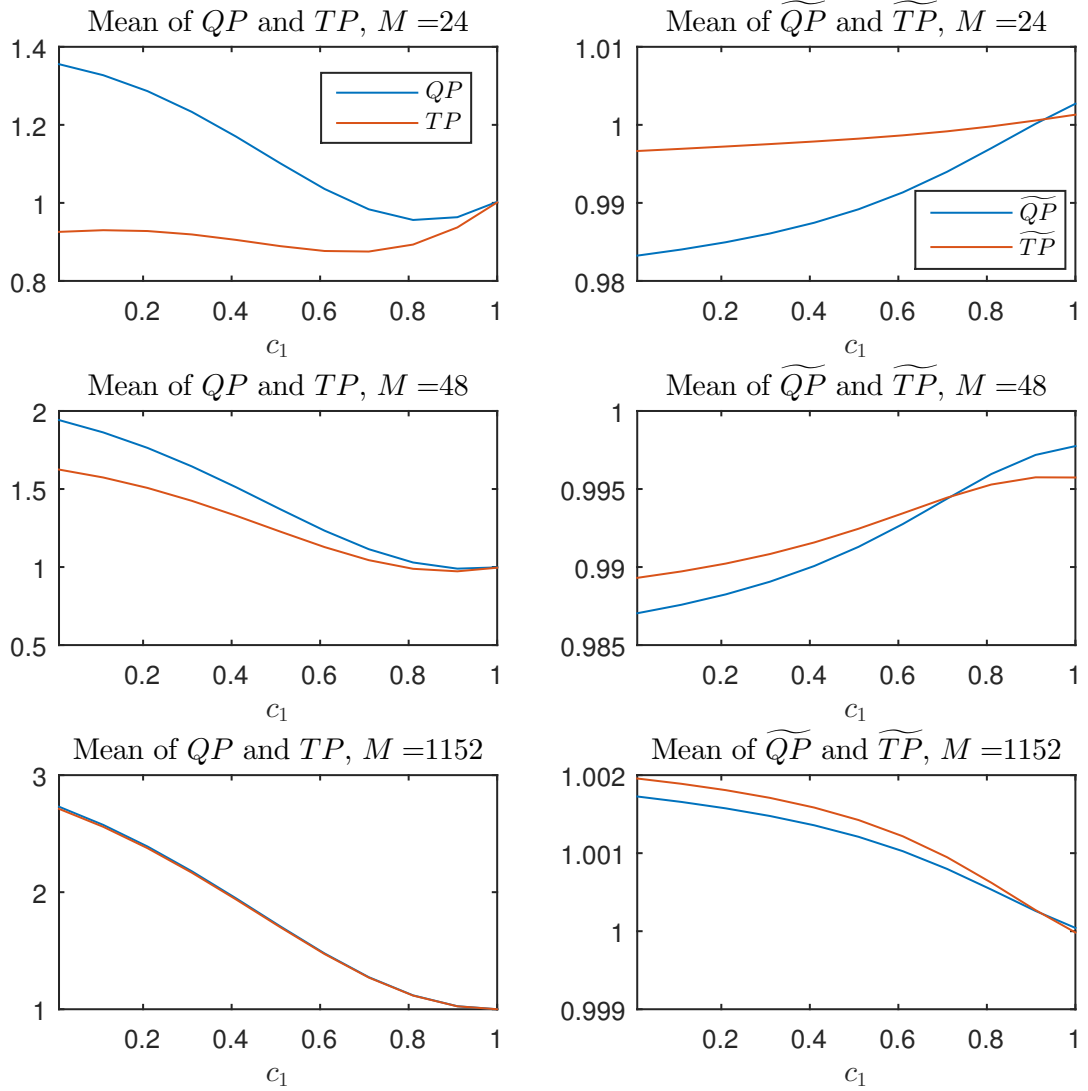 Mean of QP and TP, M =24
1.4
1.2
1
0.8
QP
TP
0.2 0.4 0.6 0.8 1
c₁
Mean of \widetilde{QP} and \widetilde{TP}, M =24
1.01
1
0.99
0.98
\widetilde{QP}
\widetilde{TP}
0.2 0.4 0.6 0.8 1
c₁
Mean of QP and TP, M =48
2
1.5
1
0.5
0.2 0.4 0.6 0.8 1
c₁
Mean of \widetilde{QP} and \widetilde{TP}, M =48
1
0.995
0.99
0.985
0.2 0.4 0.6 0.8 1
c₁
Mean of QP and TP, M =1152
3
2
1
0.2 0.4 0.6 0.8 1
c₁
Mean of \widetilde{QP} and \widetilde{TP}, M =1152
1.002
1.001
1
0.999
0.2 0.4 0.6 0.8 1
c₁